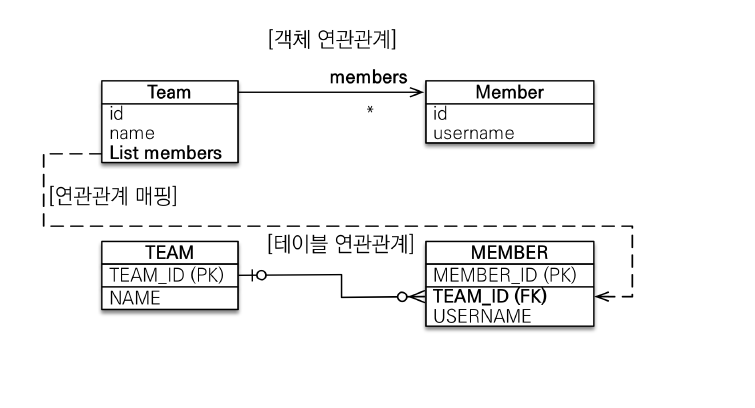 [객체 연관관계]
members
Team
Member
*
id
name
List members
id
username
[연관관계 매핑]
[테이블 연관관계]
TEAM
TEAM_ID (PK)
NAME
MEMBER
MEMBER_ID (PK)
TEAM_ID (FK)
USERNAME